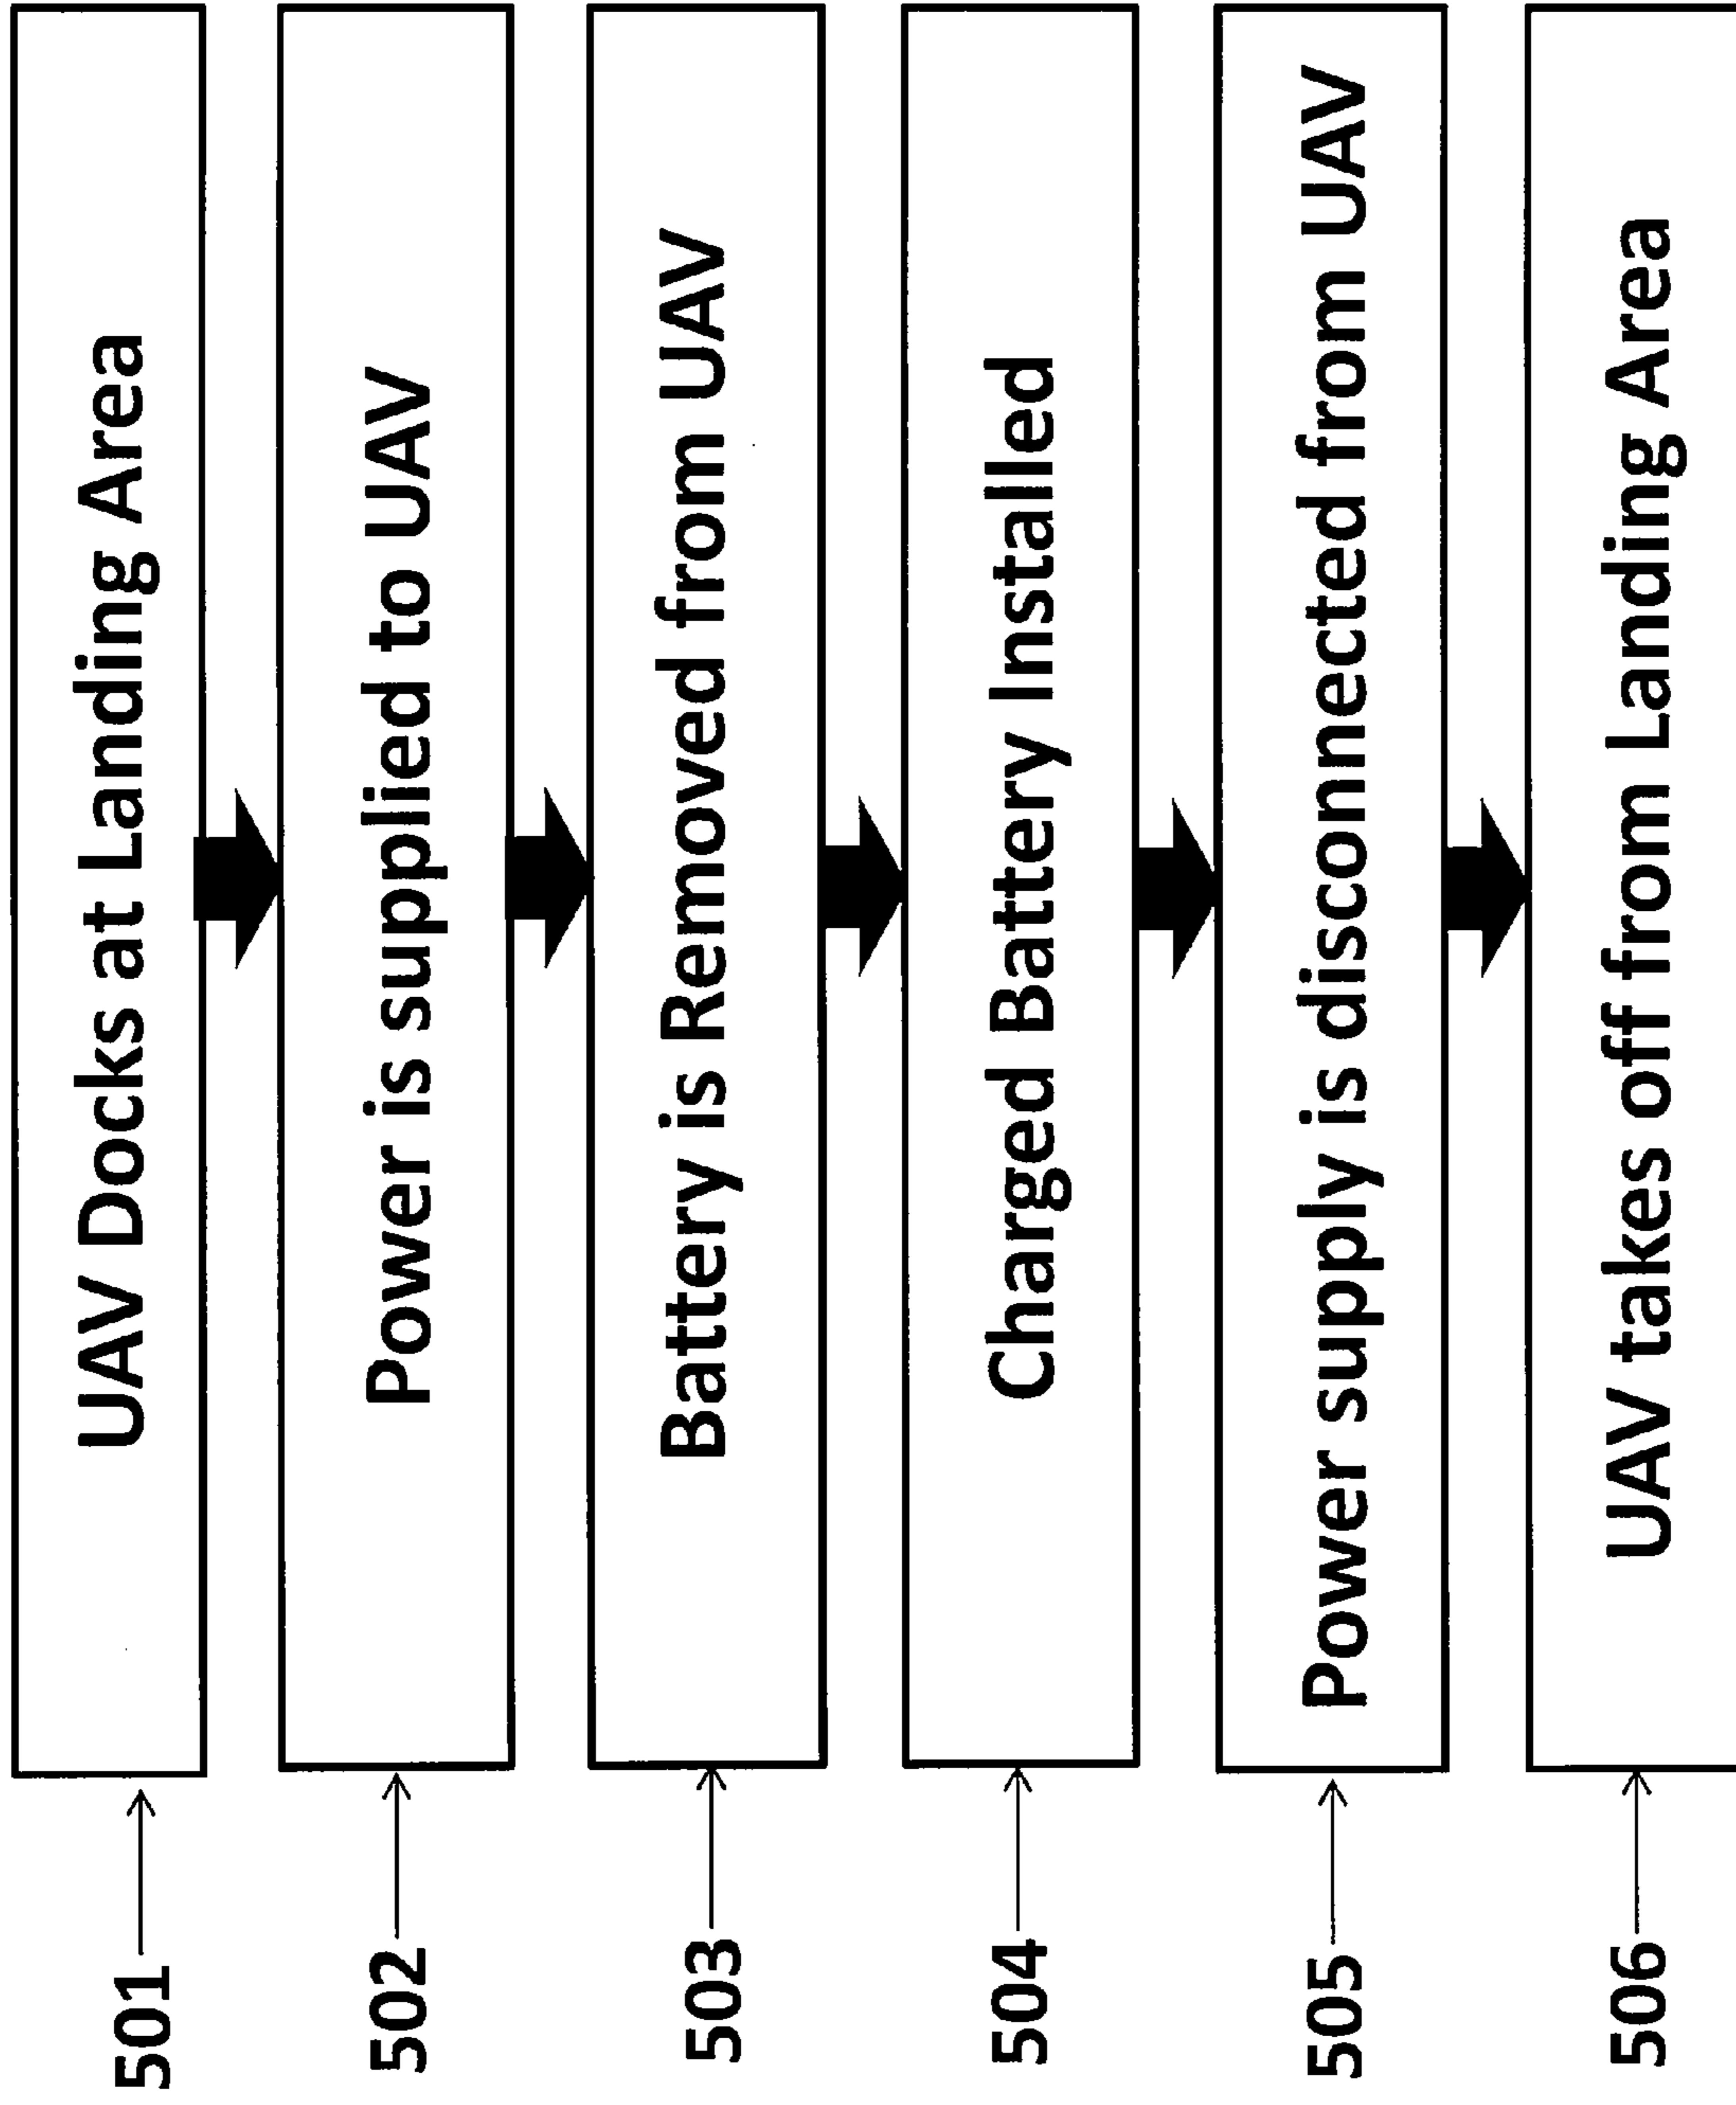 501
UAV Docks at Landing Area
502
Power is supplied to UAV
503
Battery is Removed from UAV
504
Charged Battery Installed
505
Power supply is disconnected from UAV
506
UAV takes off from Landing Area